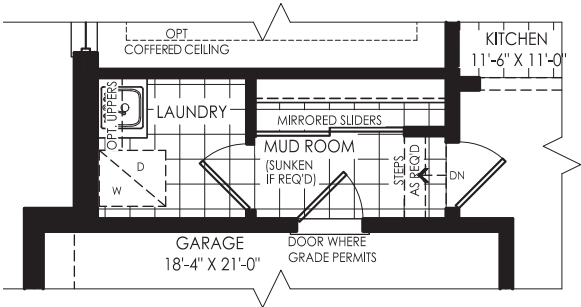 OPT
COFFERED CEILING
KITCHEN
11'-6" X 11'-0"
OPT. UPPERS
LAUNDRY
MIRRORED SLIDERS
MUD ROOM
(SUNKEN
IF REQ'D)
STEPS
AS REQ'D
DN
D
W
GARAGE
18'-4" X 21'-0"
DOOR WHERE
GRADE PERMITS